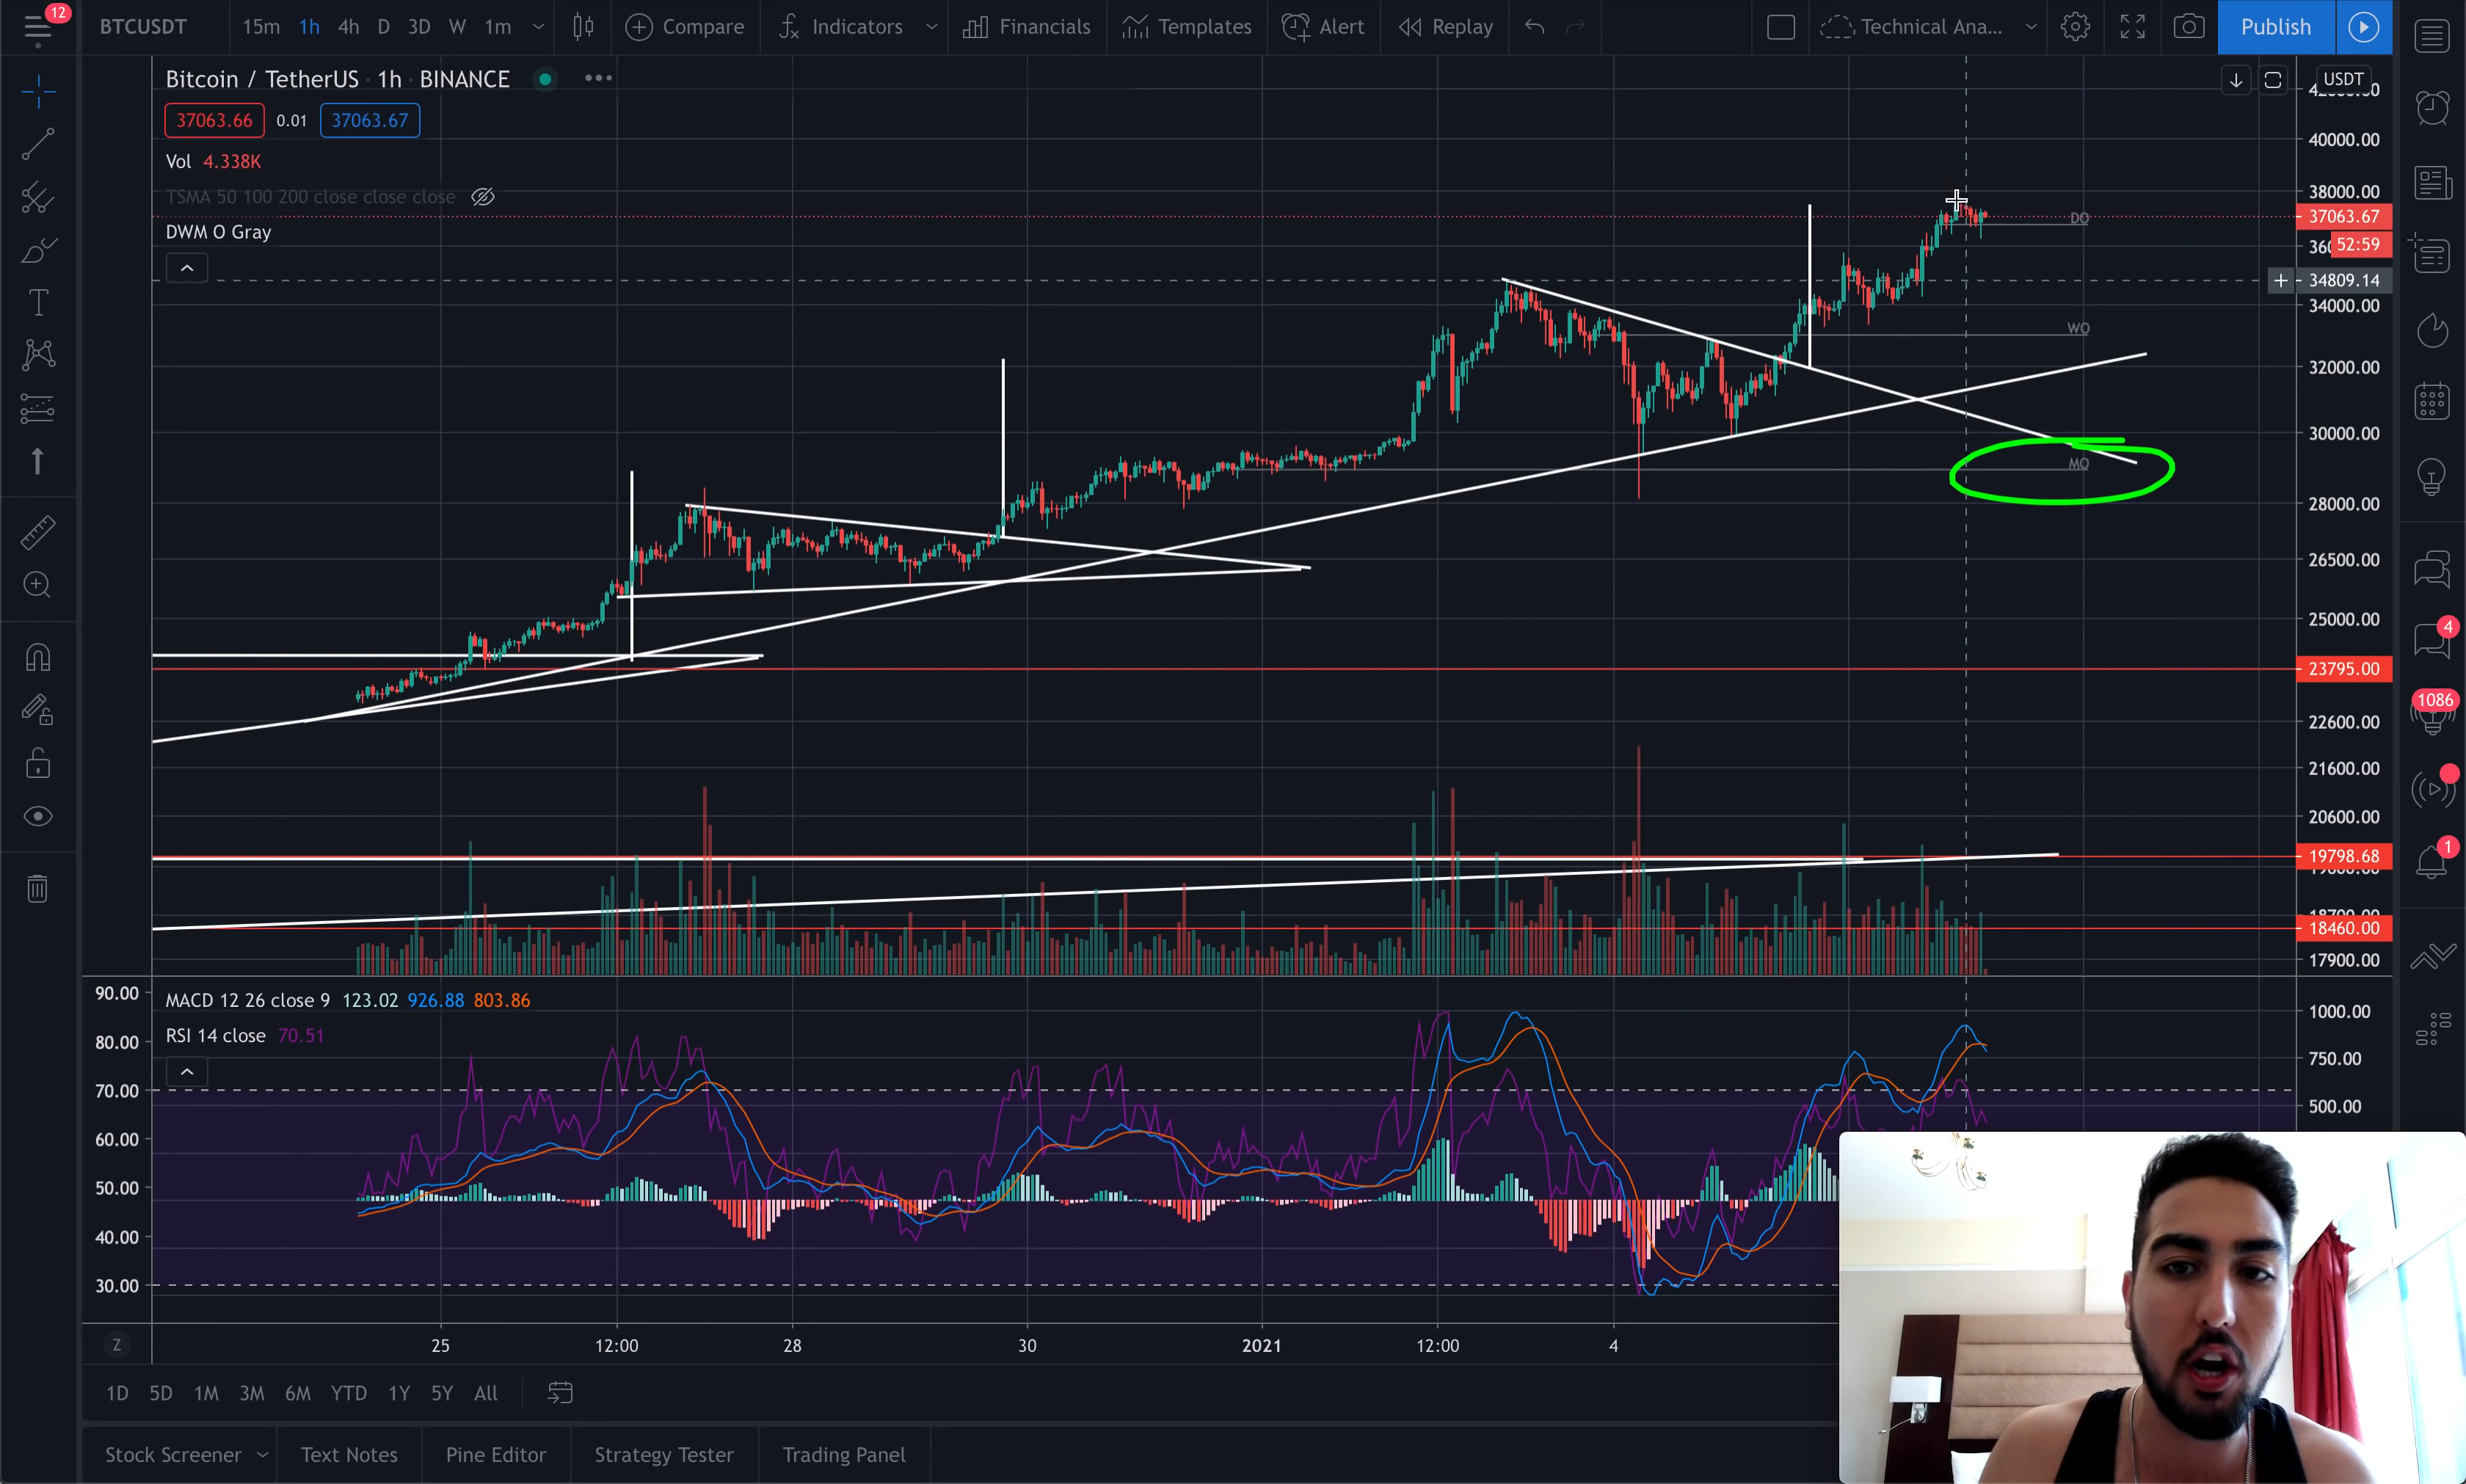 12
BTCUSDT 15m 1h 4h D 3D W 1m Compare Indicators Financials Templates Alert Replay Technical Ana... Publish
Bitcoin / TetherUS · 1h · BINANCE
37063.66 0.01 37063.67
Vol 4.338K
TSMA 50 100 200 close close close
DWM O Gray
USDT
40000.00
38000.00
37063.67
52:59
34809.14
34000.00
32000.00
30000.00
28000.00
26500.00
25000.00
23795.00
22600.00
21600.00
20600.00
19798.68
18460.00
17900.00
DO
WO
MO
4
1086
1
MACD 12 26 close 9 123.02 926.88 803.86
RSI 14 close 70.51
90.00
80.00
70.00
60.00
50.00
40.00
30.00
1000.00
750.00
500.00
Z 25 12:00 28 30 2021 12:00 4
1D 5D 1M 3M 6M YTD 1Y 5Y All
Stock Screener Text Notes Pine Editor Strategy Tester Trading Panel